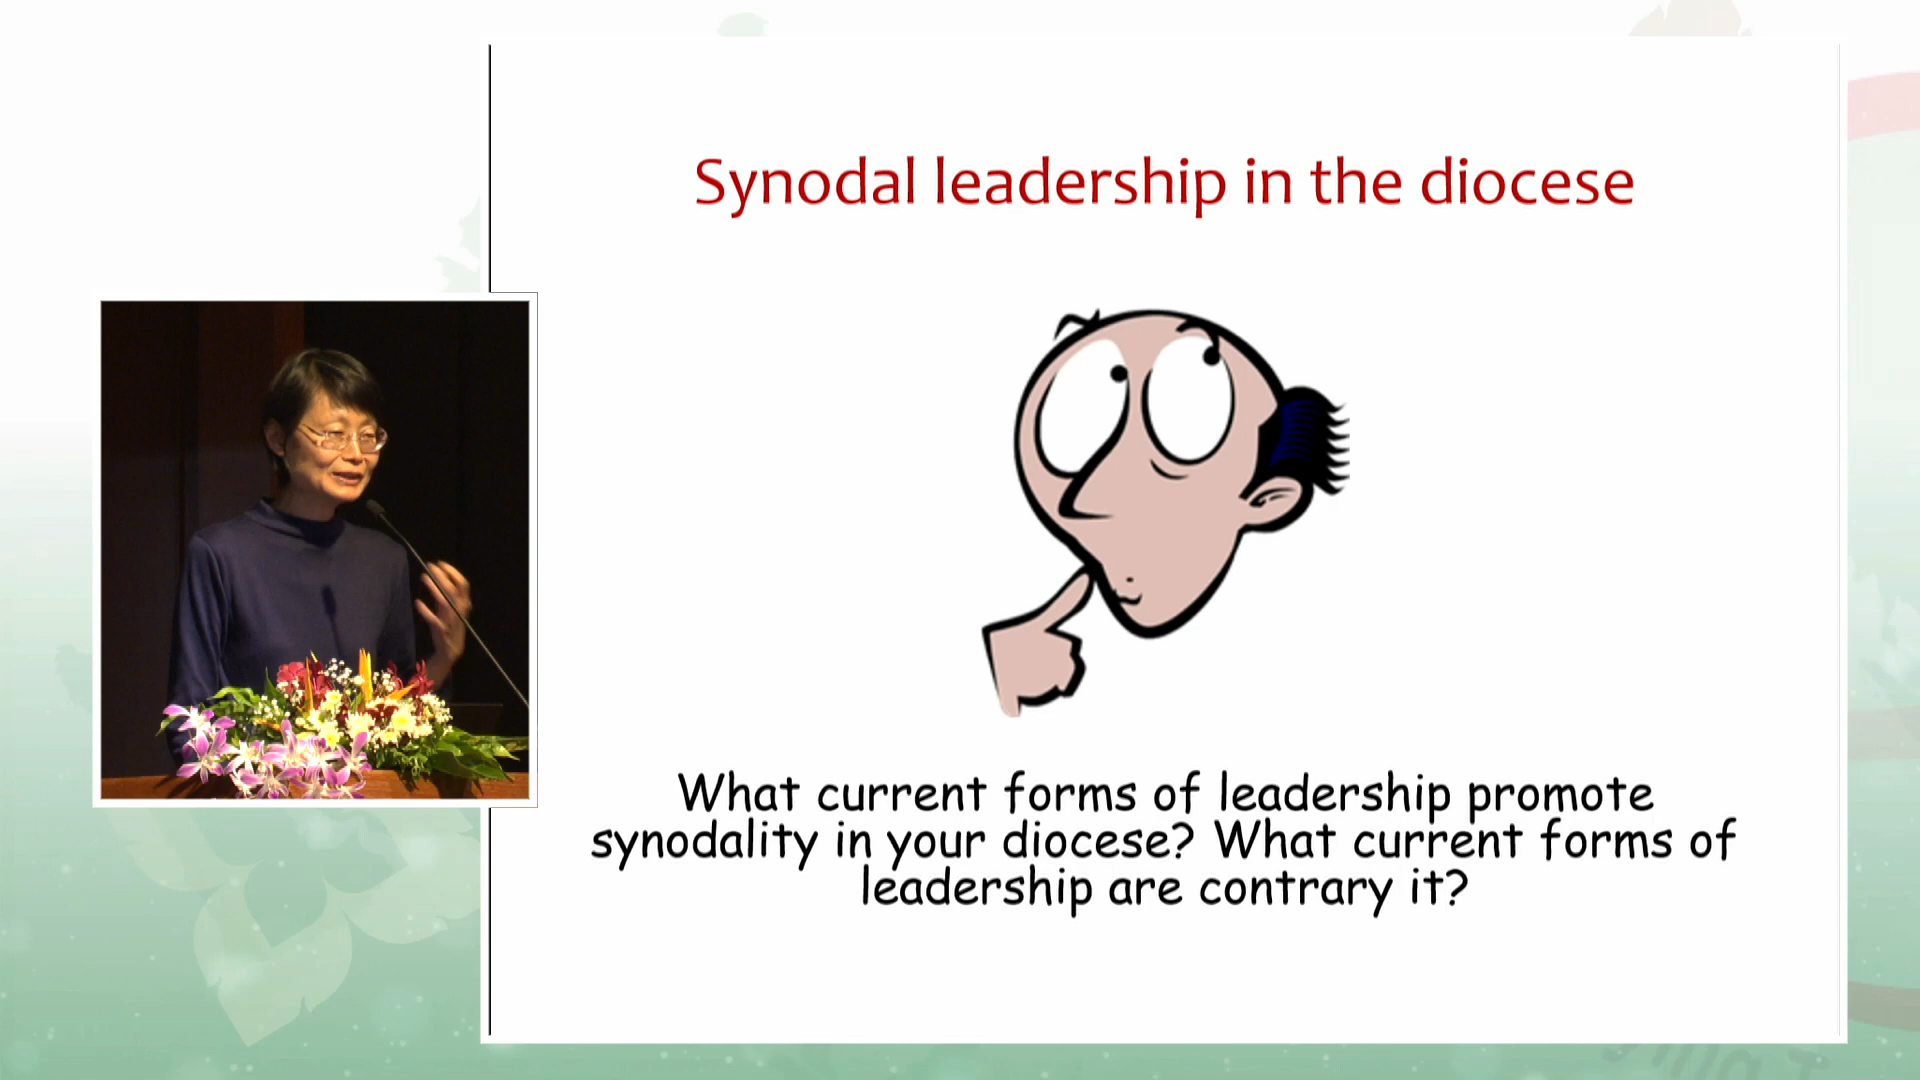 Synodal leadership in the diocese
What current forms of leadership promote
synodality in your diocese? What current forms of
leadership are contrary it?